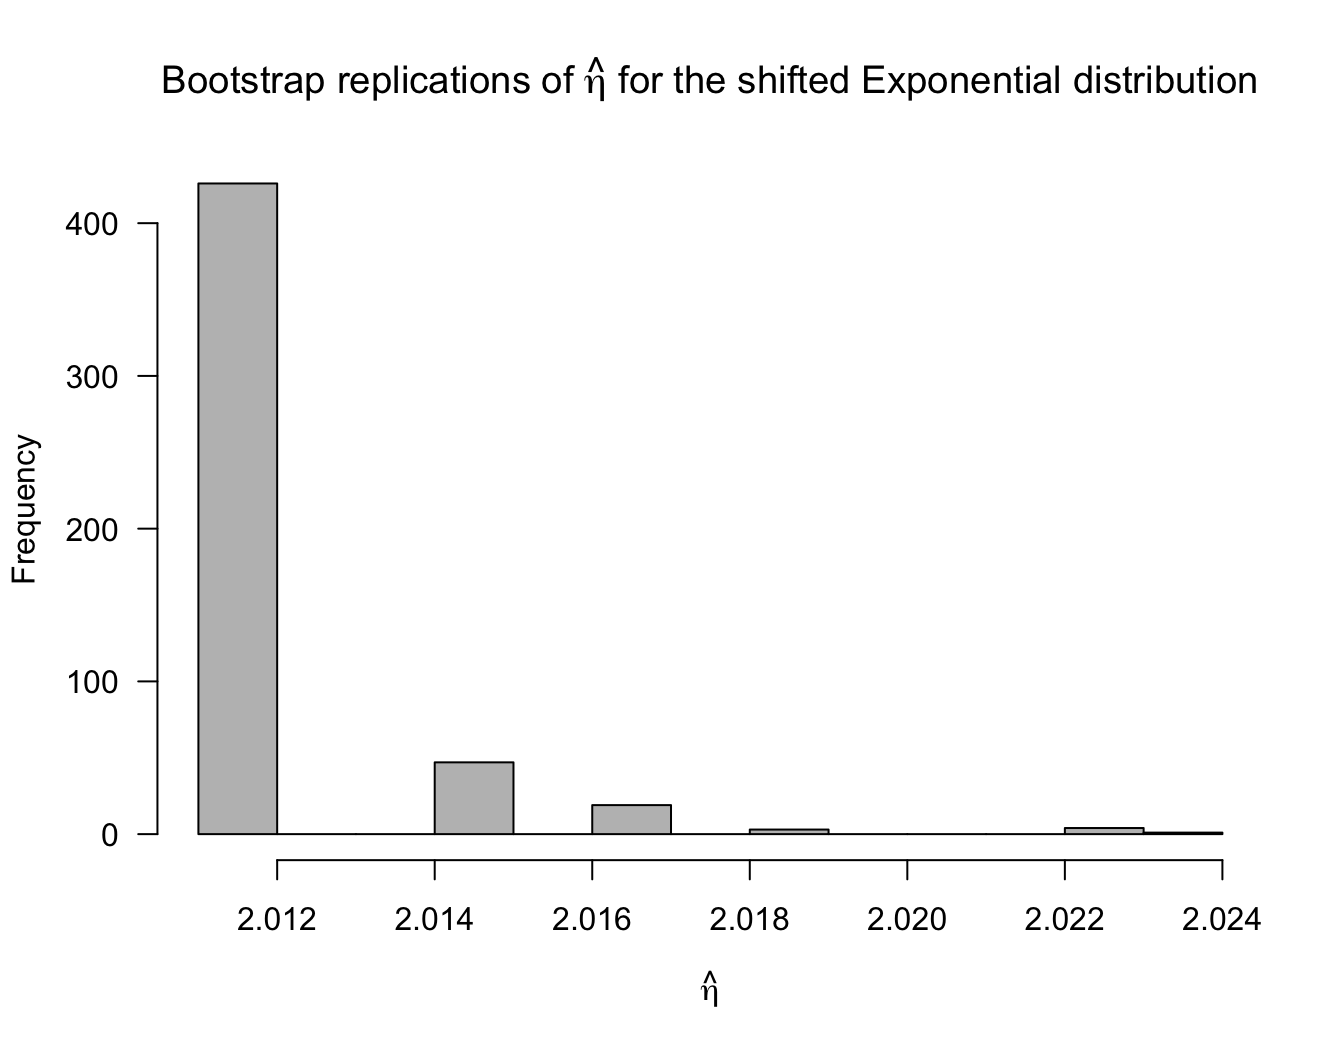 Bootstrap replications of η̂ for the shifted Exponential distribution
400
300
200
100
0
Frequency
2.012 2.014 2.016 2.018 2.020 2.022 2.024
η̂